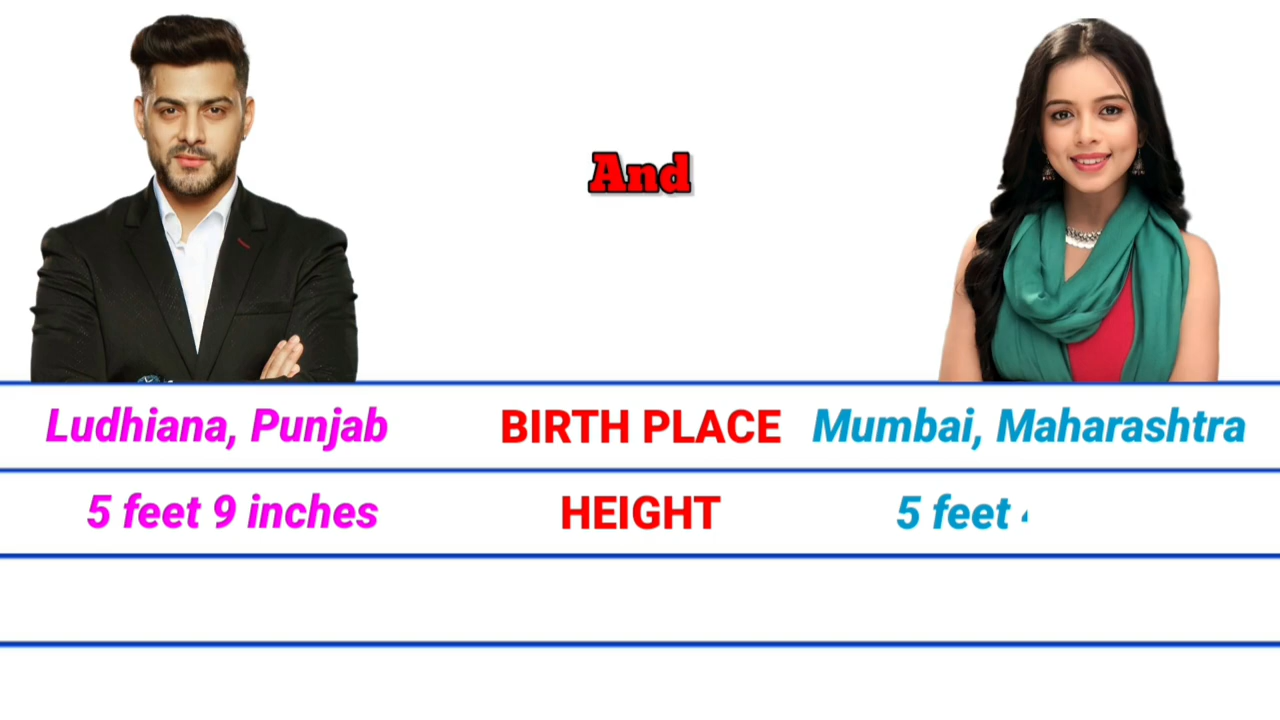 And
Ludhiana, Punjab BIRTH PLACE Mumbai, Maharashtra
5 feet 9 inches HEIGHT 5 feet